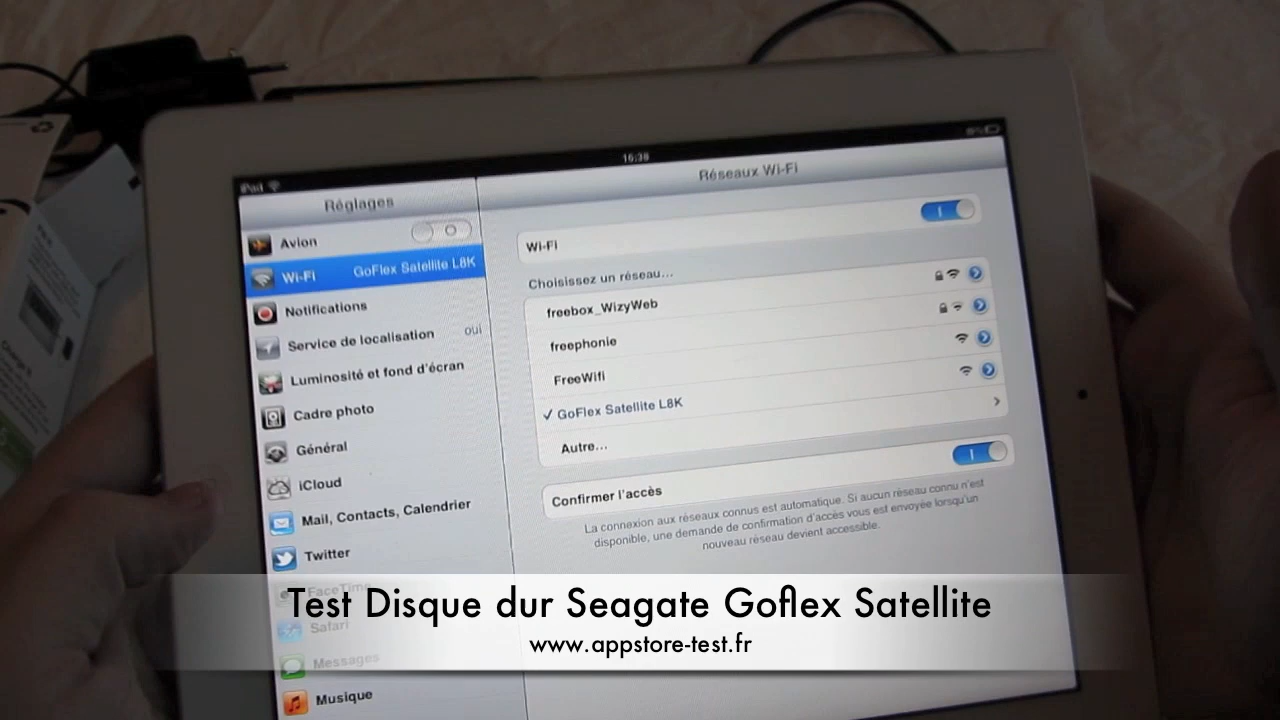 iPad
16:38
Réglages
Réseaux Wi-Fi
Avion
Wi-Fi GoFlex Satellite L8K
Notifications
Service de localisation oui
Luminosité et fond d'écran
Cadre photo
Général
iCloud
Mail, Contacts, Calendrier
Twitter
FaceTime
Safari
Messages
Musique
Wi-Fi
Choisissez un réseau...
freebox_WizyWeb
freephonie
FreeWifi
✓ GoFlex Satellite L8K
Autre...
Confirmer l'accès
La connexion aux réseaux connus est automatique. Si aucun réseau connu n'est
disponible, une demande de confirmation d'accès vous est envoyée lorsqu'un
nouveau réseau devient accessible.
Test Disque dur Seagate Goflex Satellite
www.appstore-test.fr